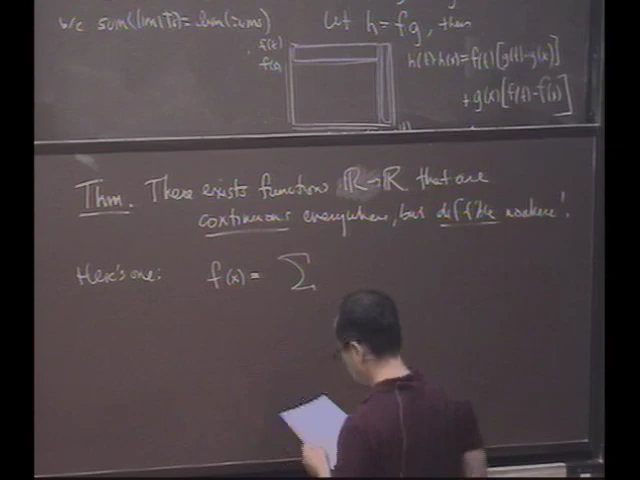 b/c sum(limits) = lim(sums)
Let h = fg, then
f(t)
f(x)
h(t)-h(x) = f(t)[g(t)-g(x)]
+ g(x)[f(t)-f(x)]
Thm. There exists function ℝ→ℝ that are
continuous everywhere, but diff'ble nowhere!
Here's one: f(x) = Σ